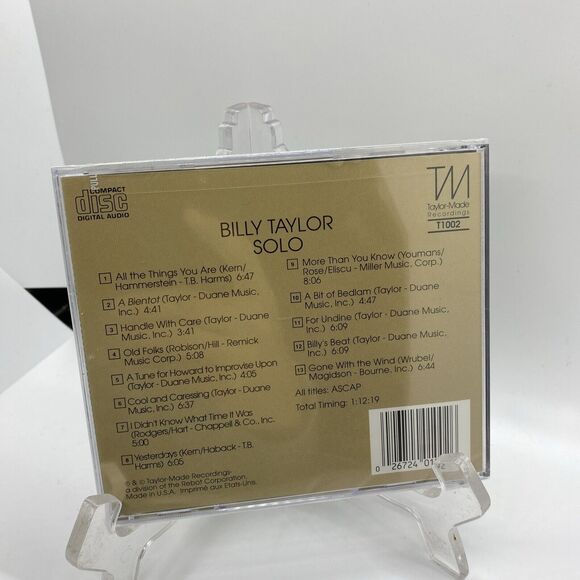 COMPACT
disc
DIGITAL AUDIO
TM
Taylor-Made
Recordings
T1002
BILLY TAYLOR
SOLO
1 All the Things You Are (Kern/
Hammerstein - T.B. Harms) 6:47
2 A Bientot (Taylor - Duane Music,
Inc.) 4:41
3 Handle With Care (Taylor - Duane
Music, Inc.) 3:41
4 Old Folks (Robison/Hill - Remick
Music Corp.) 5:08
5 A Tune for Howard to Improvise Upon
(Taylor - Duane Music, Inc.) 4:05
6 Cool and Caressing (Taylor - Duane
Music, Inc.) 6:37
7 I Didn't Know What Time It Was
(Rodgers/Hart - Chappell & Co., Inc.
5:00
8 Yesterdays (Kern/Haback - T.B.
Harms) 6:05
9 More Than You Know (Youmans/
Rose/Eliscu - Miller Music, Corp.)
8:06
10 A Bit of Bedlam (Taylor - Duane
Music, Inc.) 4:47
11 For Undine (Taylor - Duane Music,
Inc.) 6:09
12 Billy's Beat (Taylor - Duane Music,
Inc.) 6:09
13 Gone With the Wind (Wrubel/
Magidson - Bourne, Inc.) 6:44
All titles: ASCAP
Total Timing: 1:12:19
& © Taylor-Made Recordings-
a division of the Rebot Corporation.
Made in U.S.A. Imprimé aux Etats-Unis.
0 26724 01 42